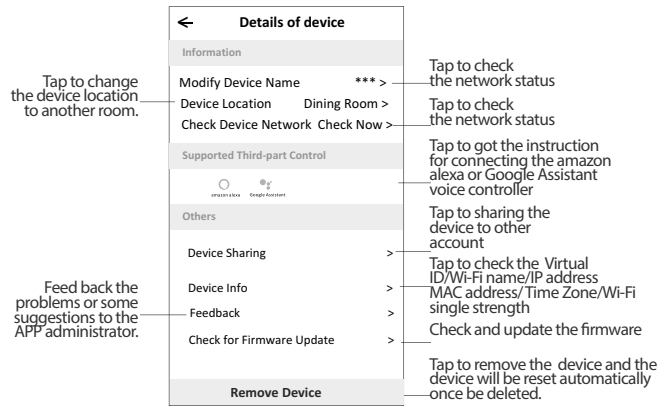 ← Details of device
Information
Modify Device Name *** >
Device Location Dining Room >
Check Device Network Check Now >
Supported Third-part Control
amazon alexa Google Assistant
Others
Device Sharing >
Device Info >
Feedback >
Check for Firmware Update >
Remove Device
Tap to change
the device location
to another room.
Feed back the
problems or some
suggestions to the
APP administrator.
Tap to check
the network status
Tap to check
the network status
Tap to got the instruction
for connecting the amazon
alexa or Google Assistant
voice controller
Tap to sharing the
device to other
account
Tap to check the Virtual
ID/Wi-Fi name/IP address
MAC address/ Time Zone/Wi-Fi
single strength
Check and update the firmware
Tap to remove the device and the
device will be reset automatically
once be deleted.